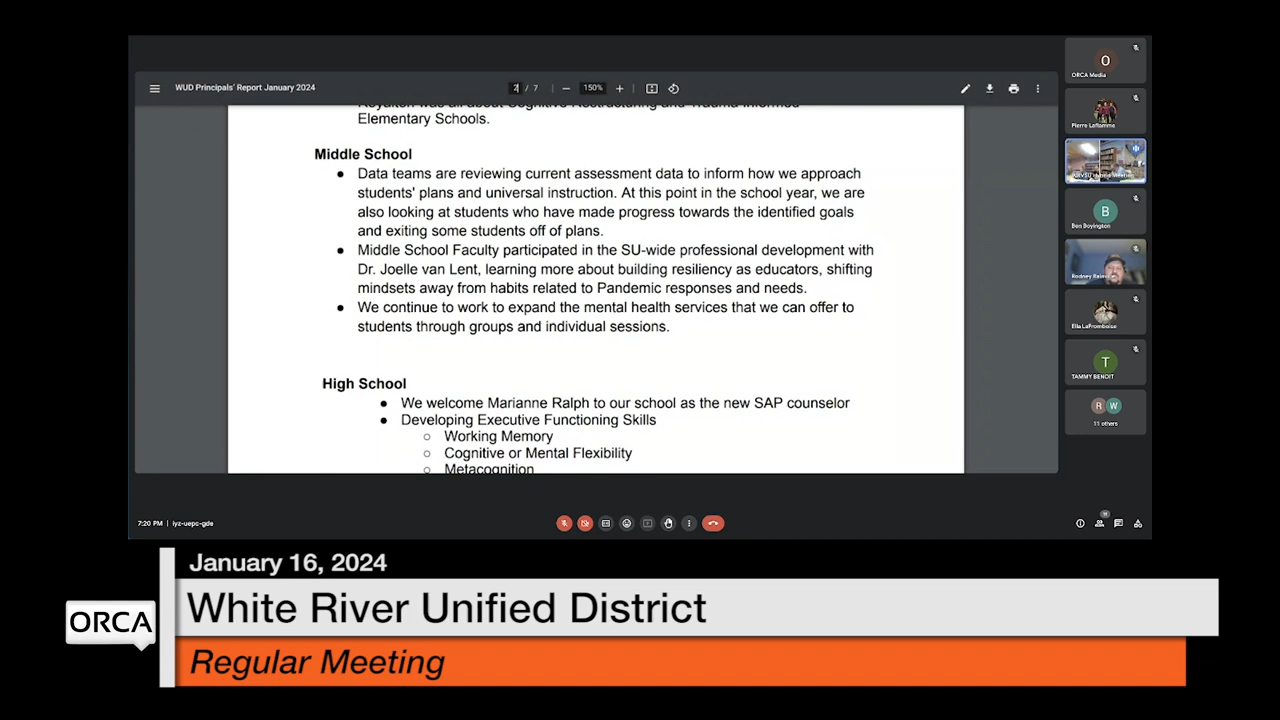 WUD Principals' Report January 2024
2 / 7
150%
Elementary Schools.
Middle School
● Data teams are reviewing current assessment data to inform how we approach
students' plans and universal instruction. At this point in the school year, we are
also looking at students who have made progress towards the identified goals
and exiting some students off of plans.
● Middle School Faculty participated in the SU-wide professional development with
Dr. Joelle van Lent, learning more about building resiliency as educators, shifting
mindsets away from habits related to Pandemic responses and needs.
● We continue to work to expand the mental health services that we can offer to
students through groups and individual sessions.
High School
● We welcome Marianne Ralph to our school as the new SAP counselor
● Developing Executive Functioning Skills
○ Working Memory
○ Cognitive or Mental Flexibility
○ Metacognition
O
ORCA Media
Pierre Laflamme
B
Ben Boyington
Rodney
Ella LaFromboise
T
TAMMY BENOIT
R W
11 others
7:20 PM | iyz-uepc-gde
January 16, 2024
ORCA
White River Unified District
Regular Meeting